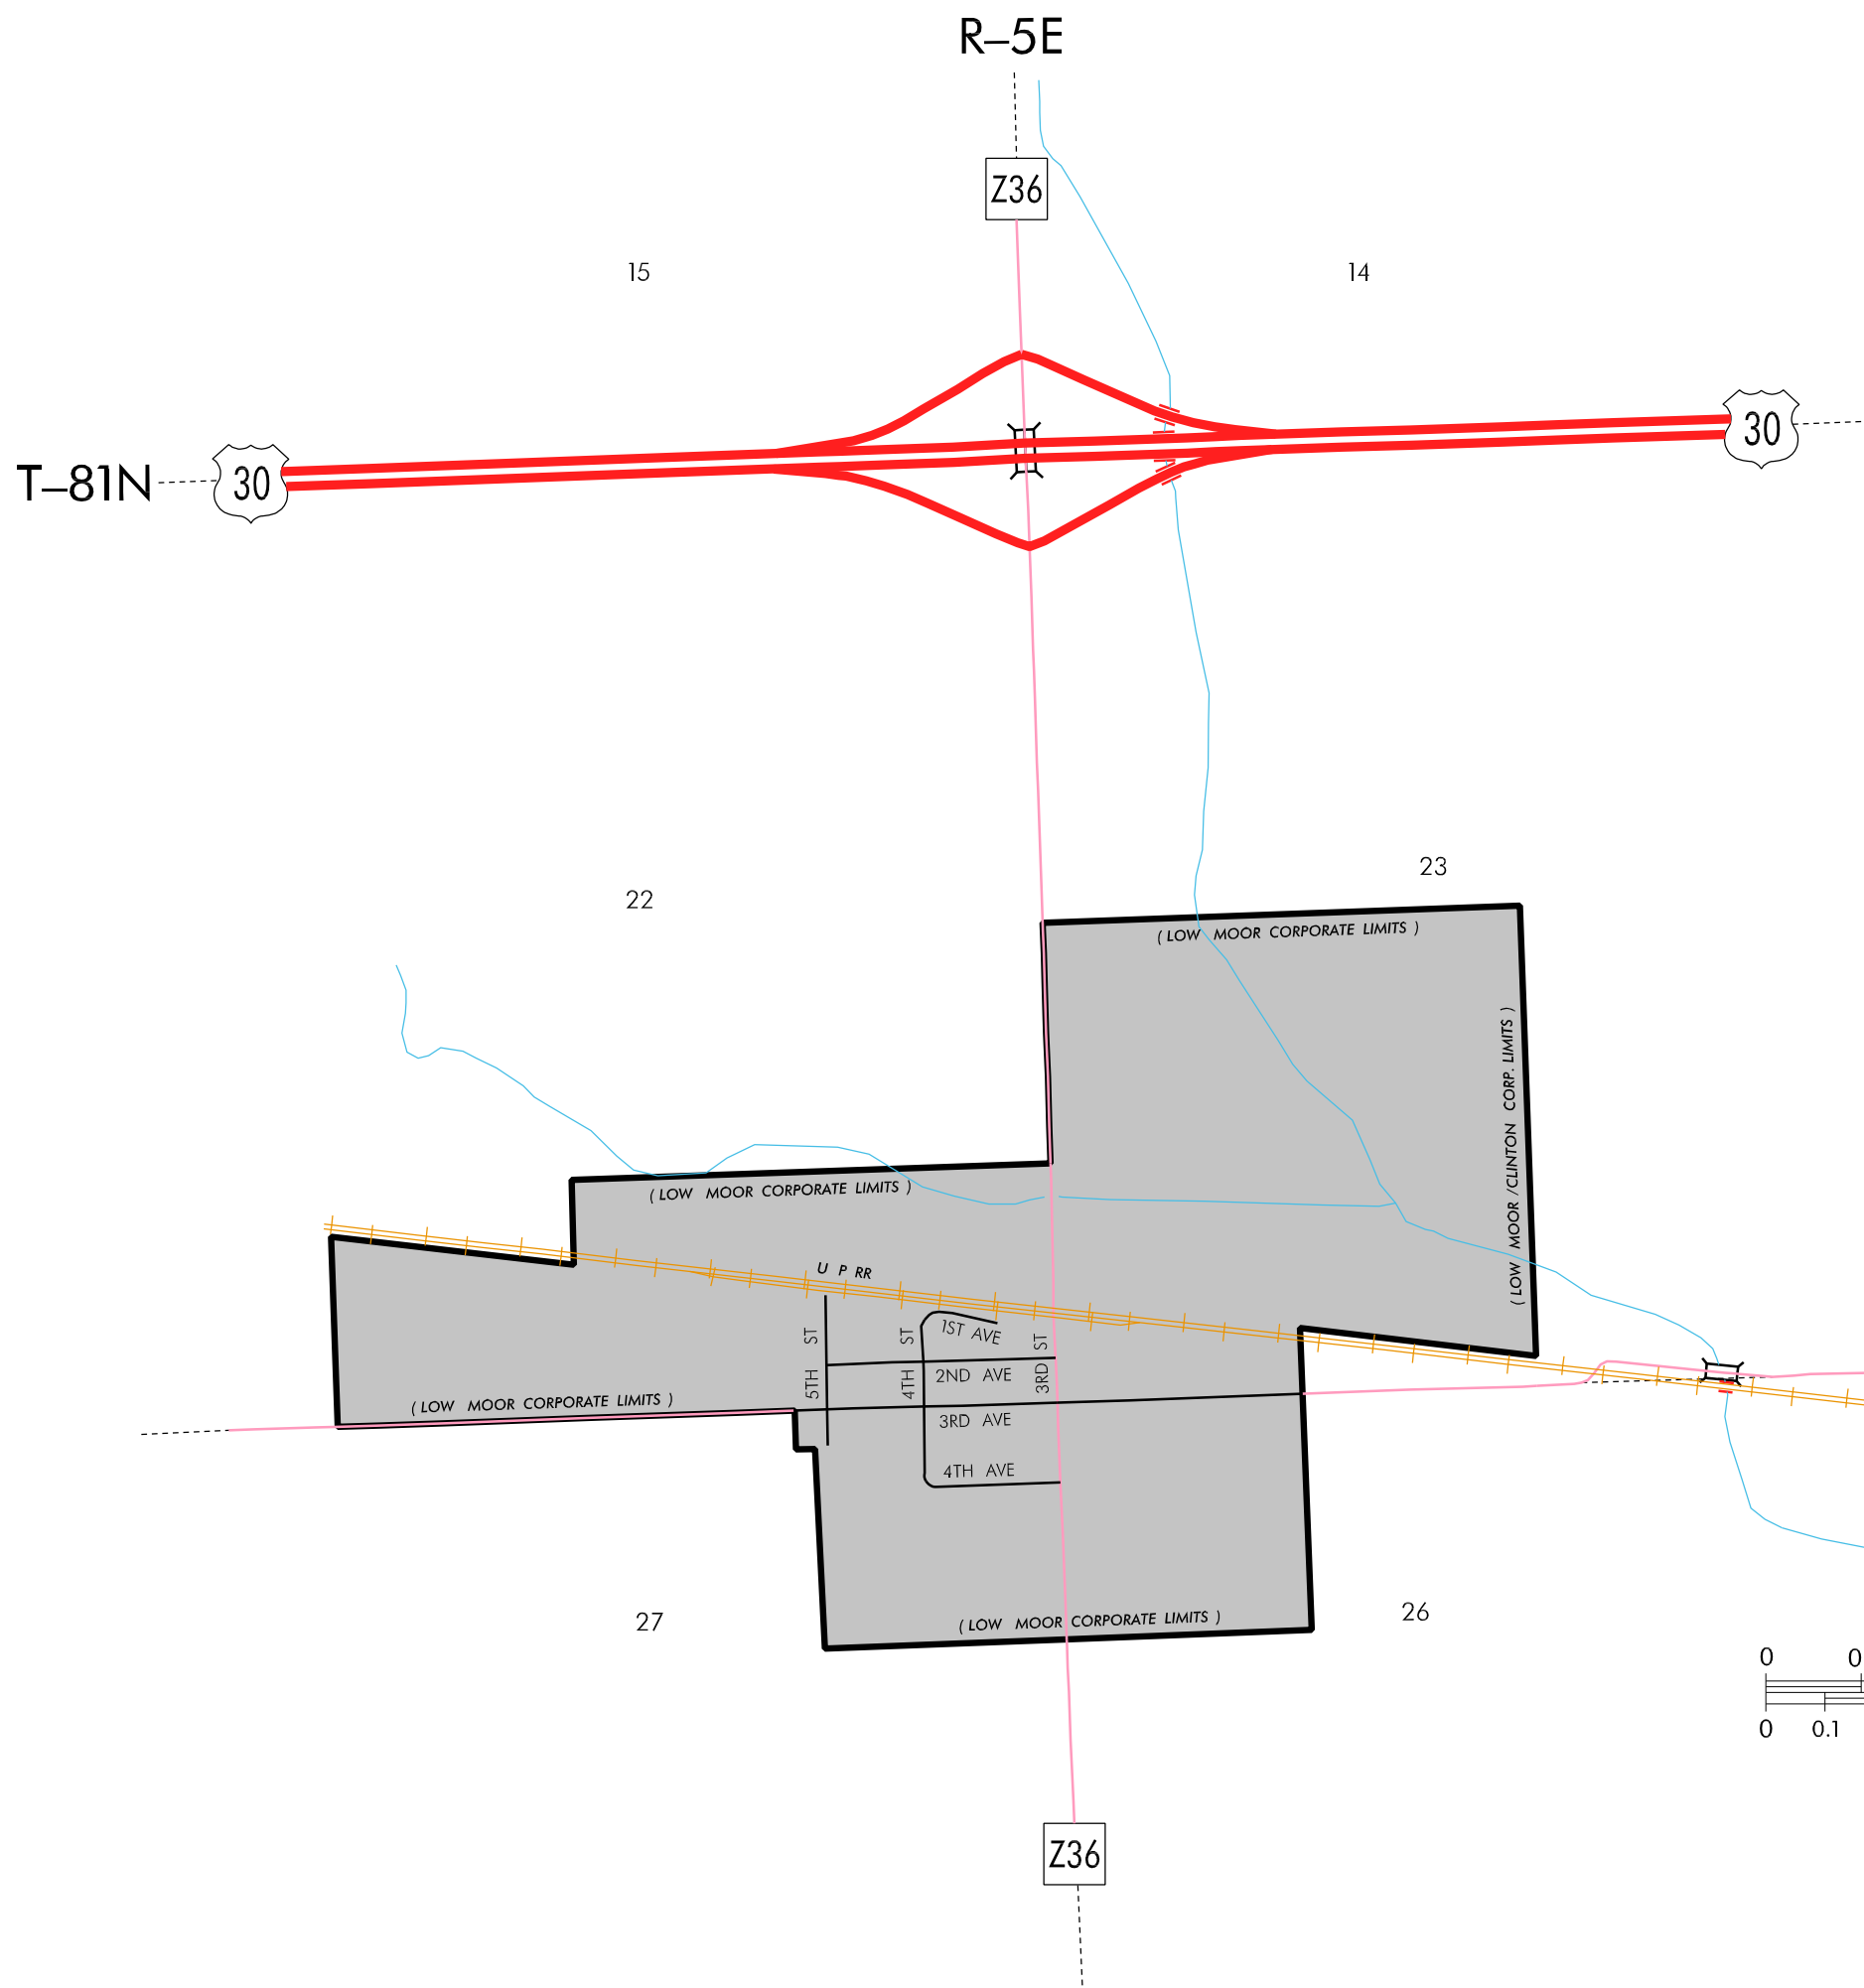 R–5E
Z36
15
14
30
T–81N
30
23
22
( LOW MOOR CORPORATE LIMITS )
( LOW MOOR /CLINTON CORP. LIMITS )
( LOW MOOR CORPORATE LIMITS )
U P RR
1ST AVE
5TH ST
4TH ST
3RD ST
2ND AVE
( LOW MOOR CORPORATE LIMITS )
3RD AVE
4TH AVE
27
( LOW MOOR CORPORATE LIMITS )
26
0 0
0 0.1
Z36